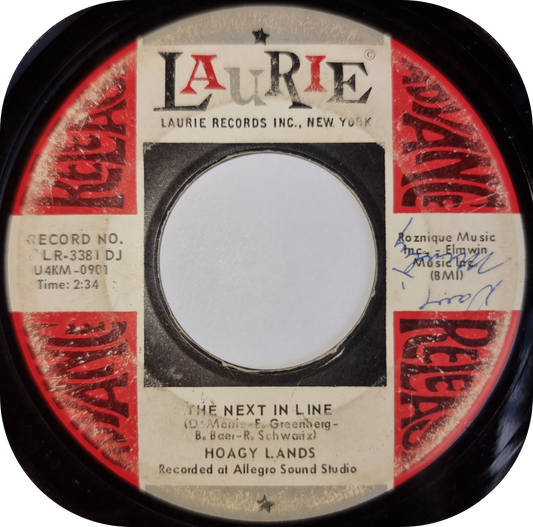 LAURIE ©
LAURIE RECORDS INC., NEW YORK
ADVANCE
RELEASE
RECORD NO.
LR-3381 DJ
U4KM-0901
Time: 2:34
Roznique Music
Inc. - Elmwin
Music Inc.
(BMI)
THE NEXT IN LINE
(D. Morris-E. Greenberg-
B. Baer-R. Schwartz)
HOAGY LANDS
Recorded at Allegro Sound Studio